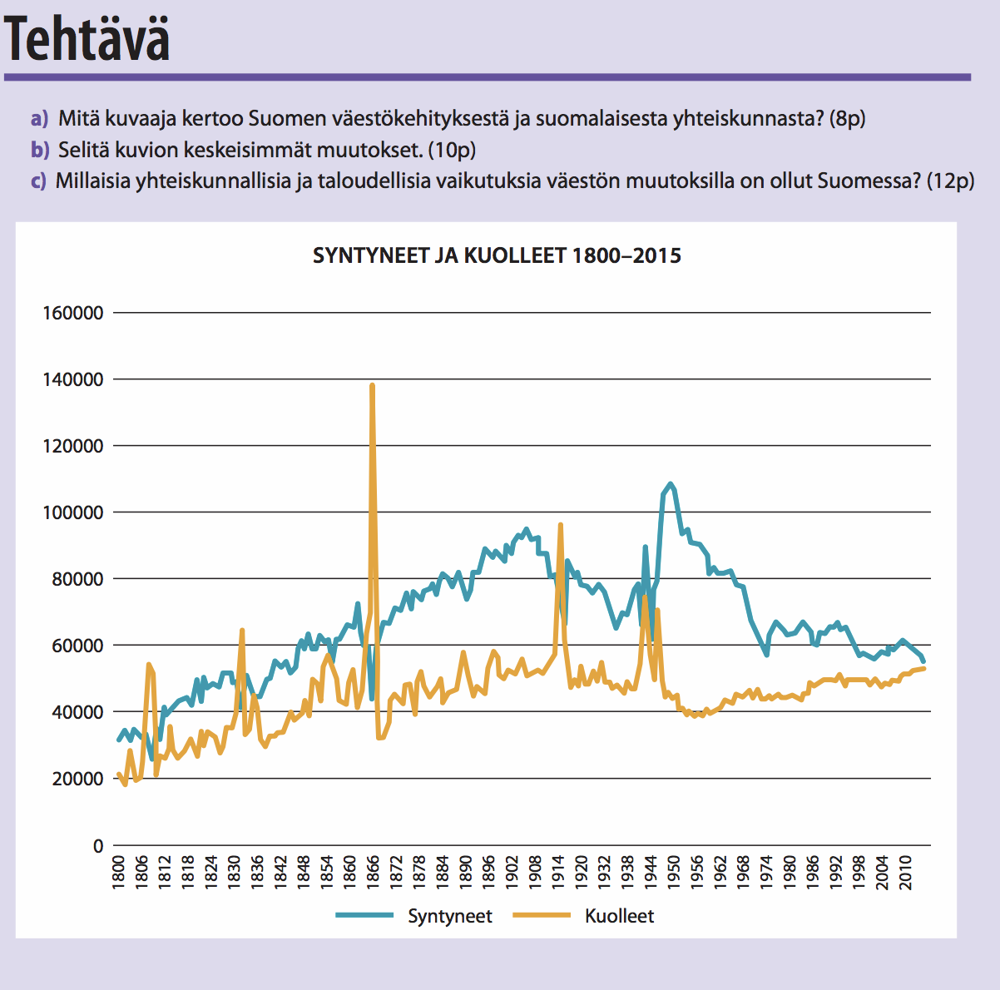 Tehtävä
a) Mitä kuvaaja kertoo Suomen väestökehityksestä ja suomalaisesta yhteiskunnasta? (8p)
b) Selitä kuvion keskeisimmät muutokset. (10p)
c) Millaisia yhteiskunnallisia ja taloudellisia vaikutuksia väestön muutoksilla on ollut Suomessa? (12p)
SYNTYNEET JA KUOLLEET 1800–2015
160000
140000
120000
100000
80000
60000
40000
20000
0
1800 1806 1812 1818 1824 1830 1836 1842 1848 1854 1860 1866 1872 1878 1884 1890 1896 1902 1908 1914 1920 1926 1932 1938 1944 1950 1956 1962 1968 1974 1980 1986 1992 1998 2004 2010
Syntyneet Kuolleet